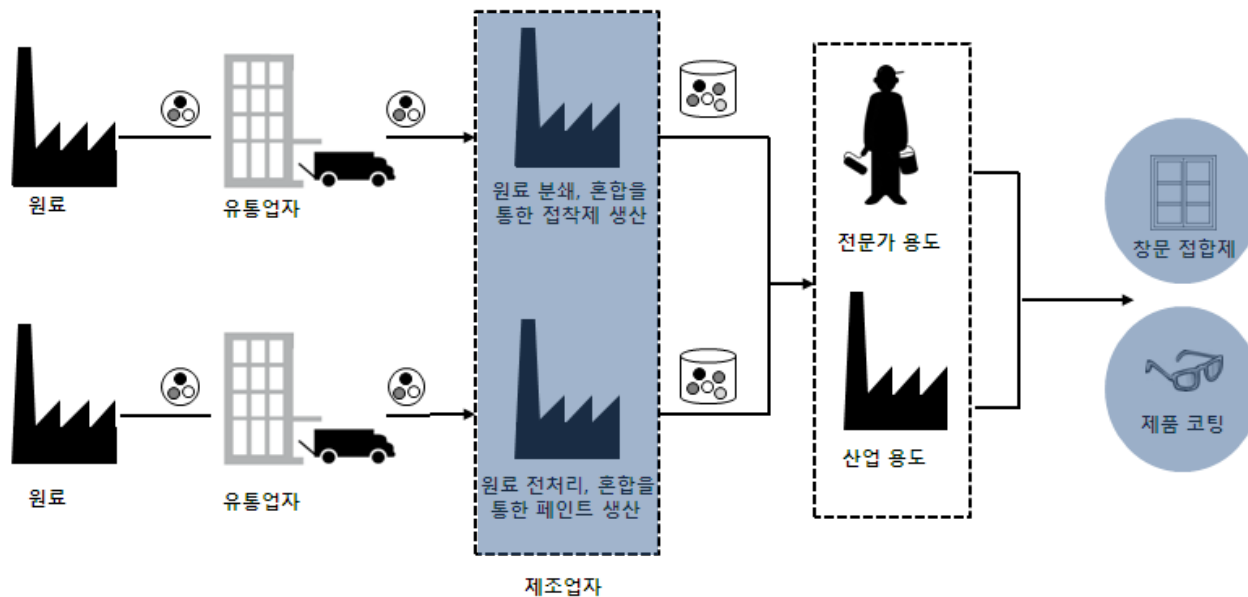 원료
유통업자
원료 분쇄, 혼합을
통한 접착제 생산
전문가 용도
창문 접합제
원료
유통업자
원료 전처리, 혼합을
통한 페인트 생산
산업 용도
제품 코팅
제조업자